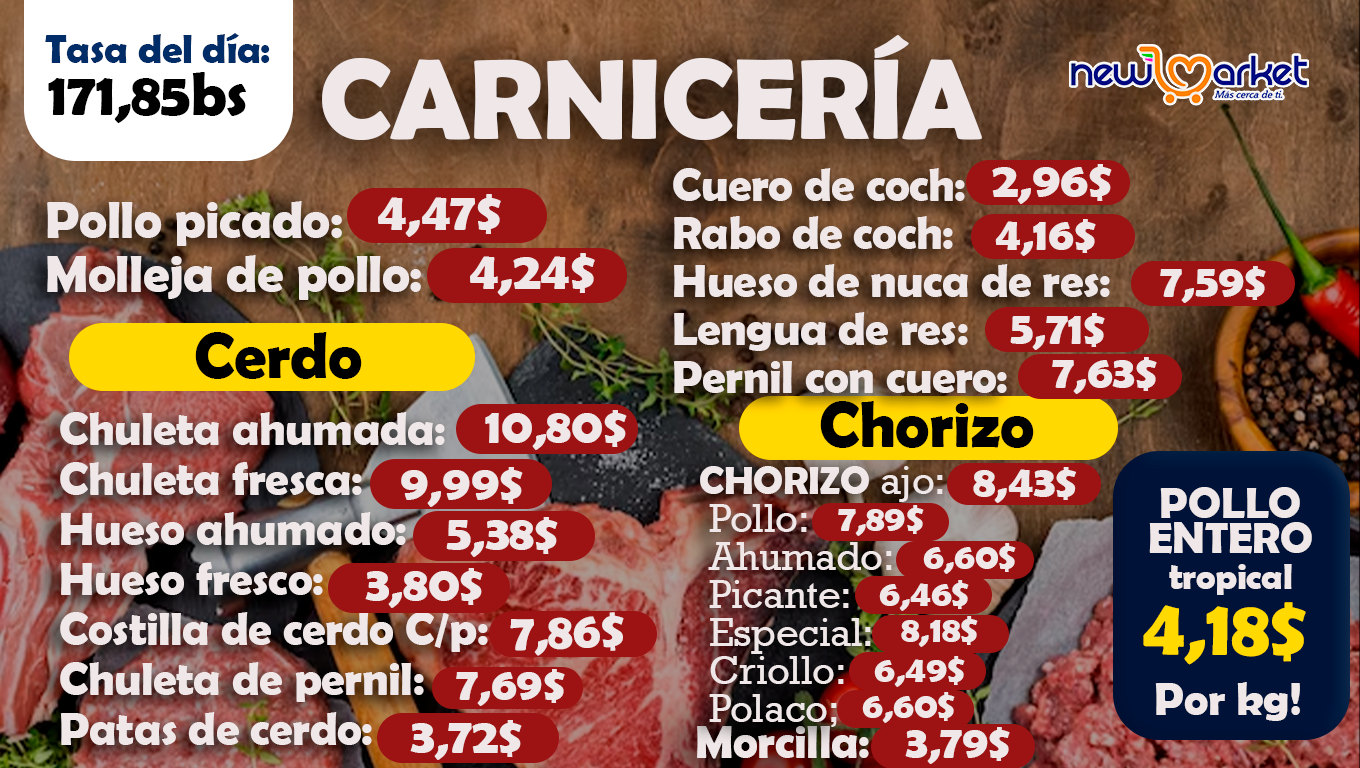 Tasa del día:
171,85bs
CARNICERÍA
newmarket
Más cerca de ti.
Pollo picado: 4,47$
Molleja de pollo: 4,24$
Cerdo
Chuleta ahumada: 10,80$
Chuleta fresca: 9,99$
Hueso ahumado: 5,38$
Hueso fresco: 3,80$
Costilla de cerdo C/p: 7,86$
Chuleta de pernil: 7,69$
Patas de cerdo: 3,72$
Cuero de coch: 2,96$
Rabo de coch: 4,16$
Hueso de nuca de res: 7,59$
Lengua de res: 5,71$
Pernil con cuero: 7,63$
Chorizo
CHORIZO ajo: 8,43$
Pollo: 7,89$
Ahumado: 6,60$
Picante: 6,46$
Especial: 8,18$
Criollo: 6,49$
Polaco; 6,60$
Morcilla: 3,79$
POLLO
ENTERO
tropical
4,18$
Por kg!